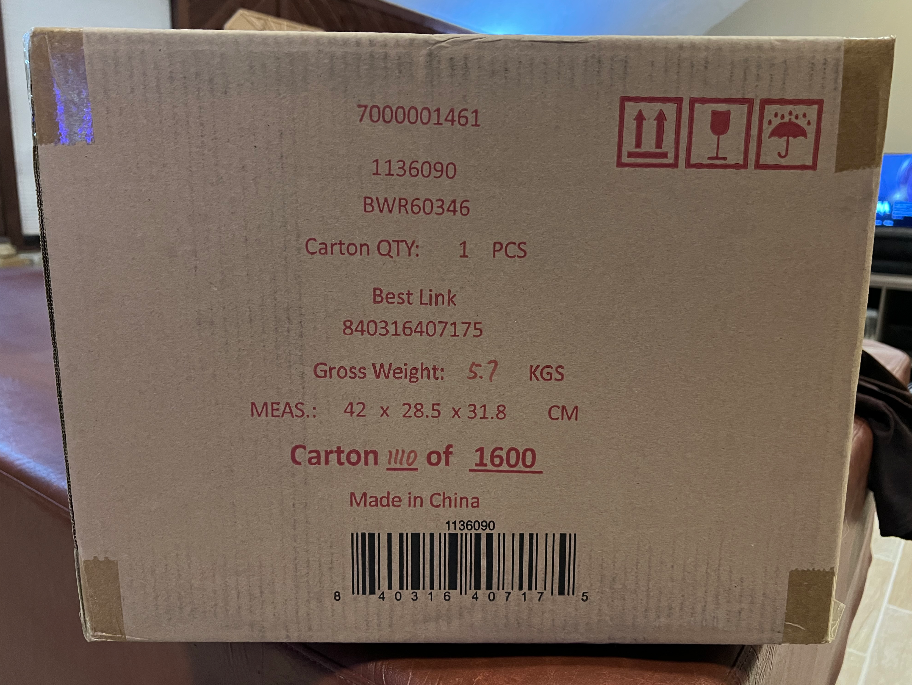 7000001461
1136090
BWR60346
Carton QTY: 1 PCS
Best Link
840316407175
Gross Weight: 5.7 KGS
MEAS.: 42 x 28.5 x 31.8 CM
Carton 1110 of 1600
Made in China
1136090
8 40316 40717 5